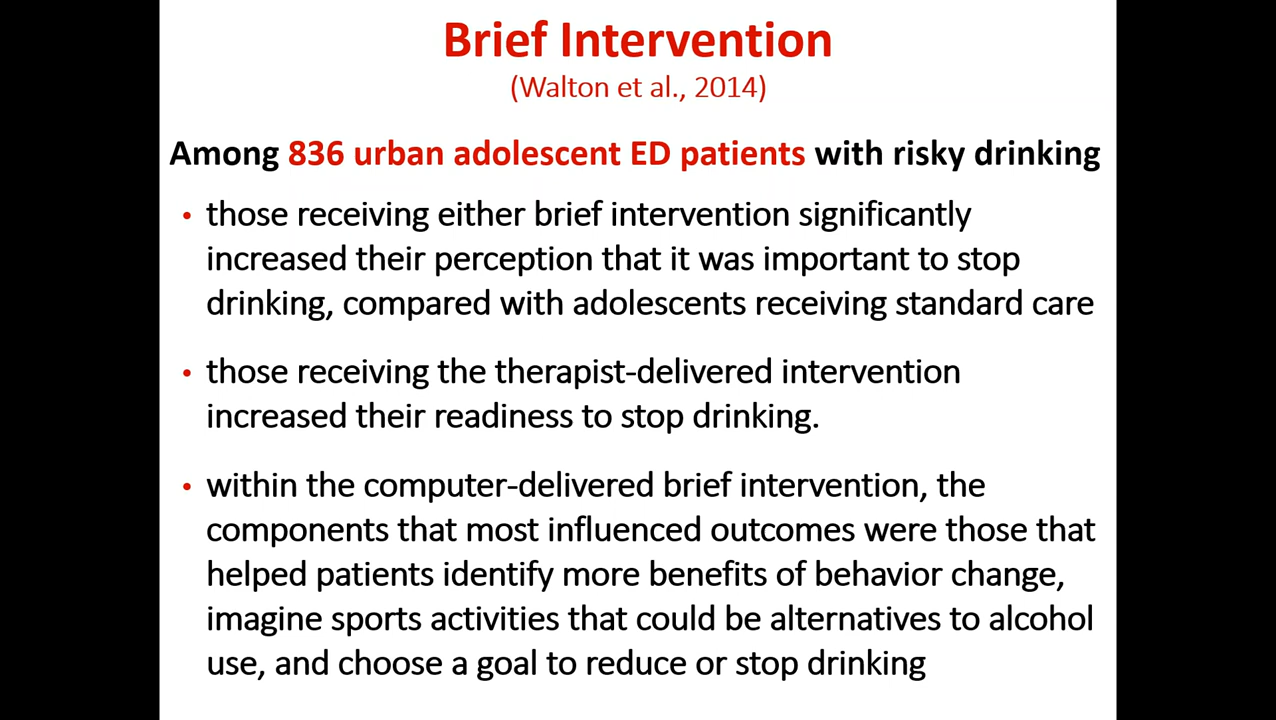 Brief Intervention
(Walton et al., 2014)
Among 836 urban adolescent ED patients with risky drinking
• those receiving either brief intervention significantly
increased their perception that it was important to stop
drinking, compared with adolescents receiving standard care
• those receiving the therapist-delivered intervention
increased their readiness to stop drinking.
• within the computer-delivered brief intervention, the
components that most influenced outcomes were those that
helped patients identify more benefits of behavior change,
imagine sports activities that could be alternatives to alcohol
use, and choose a goal to reduce or stop drinking